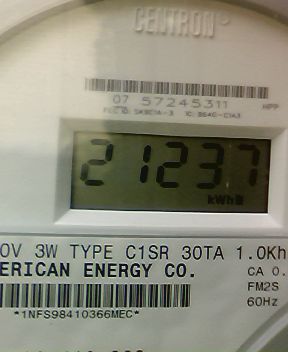 CENTRON
07 57245311 HPP
21237
kWh
0V 3W TYPE C1SR 30TA 1.0Kh
ERICAN ENERGY CO. CA 0.
FM2S
60Hz
*1NFS98410366MEC*